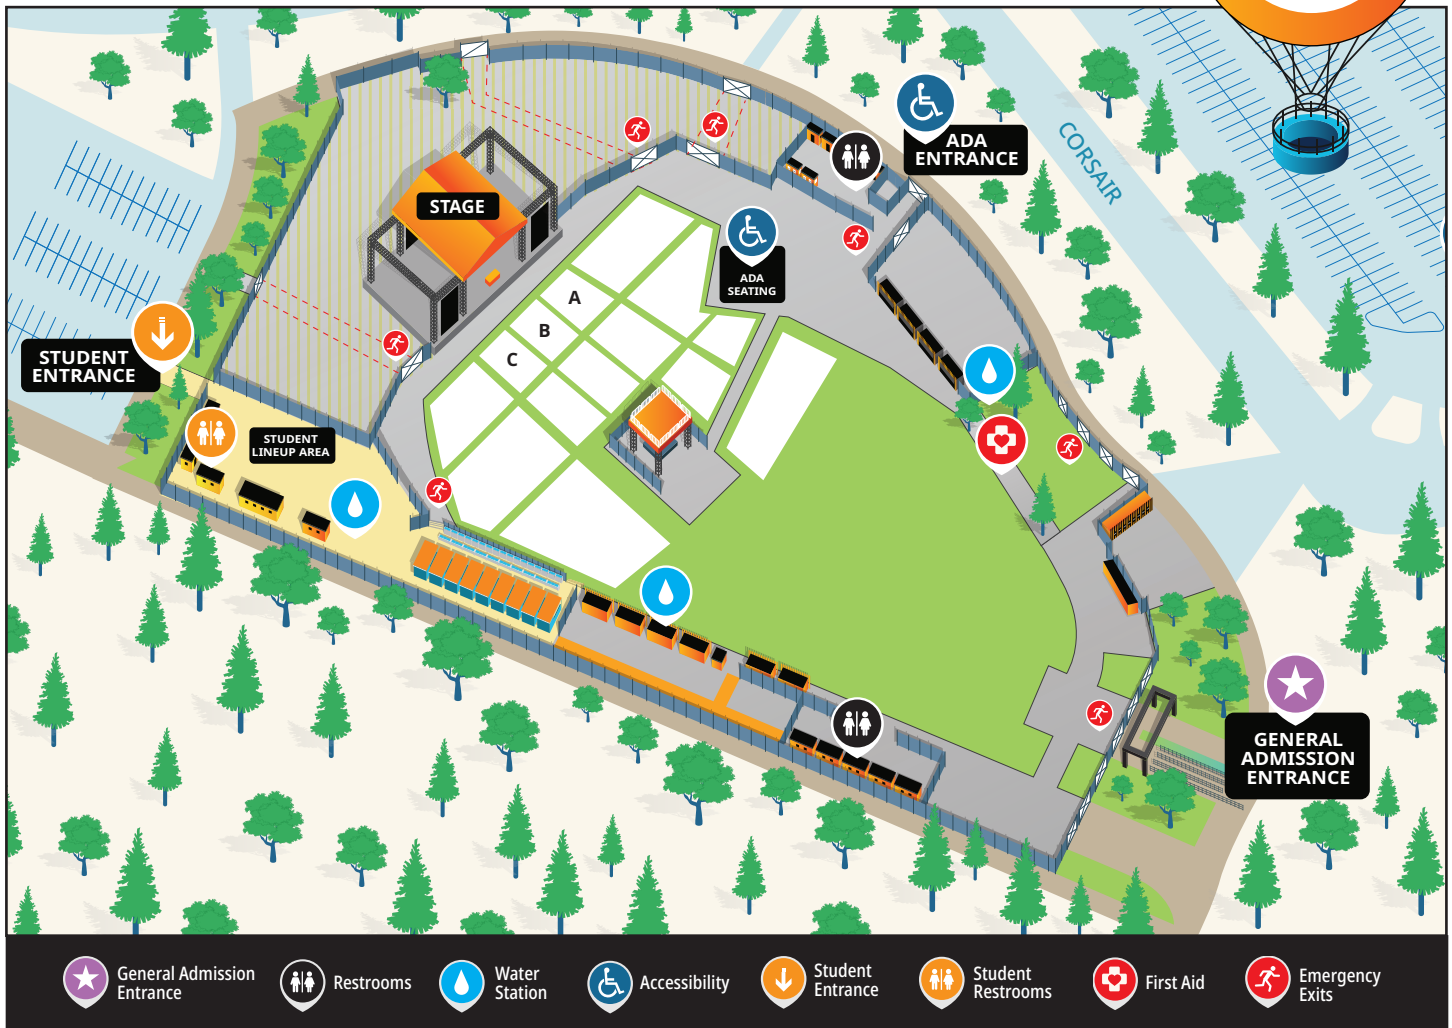 ADA
ENTRANCE
CORSAIR
STAGE
ADA
SEATING
A
B
C
STUDENT
ENTRANCE
STUDENT
LINEUP AREA
GENERAL
ADMISSION
ENTRANCE
General Admission
Entrance
Restrooms
Water
Station
Accessibility
Student
Entrance
Student
Restrooms
First Aid
Emergency
Exits